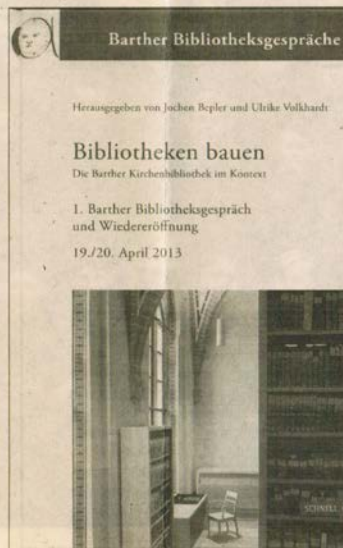 Barther Bibliotheksgespräche
Herausgegeben von Jochen Bepler und Ulrike Volkhardt
Bibliotheken bauen
Die Barther Kirchenbibliothek im Kontext
1. Barther Bibliotheksgespräch
und Wiedereröffnung
19./20. April 2013
SCHNELL